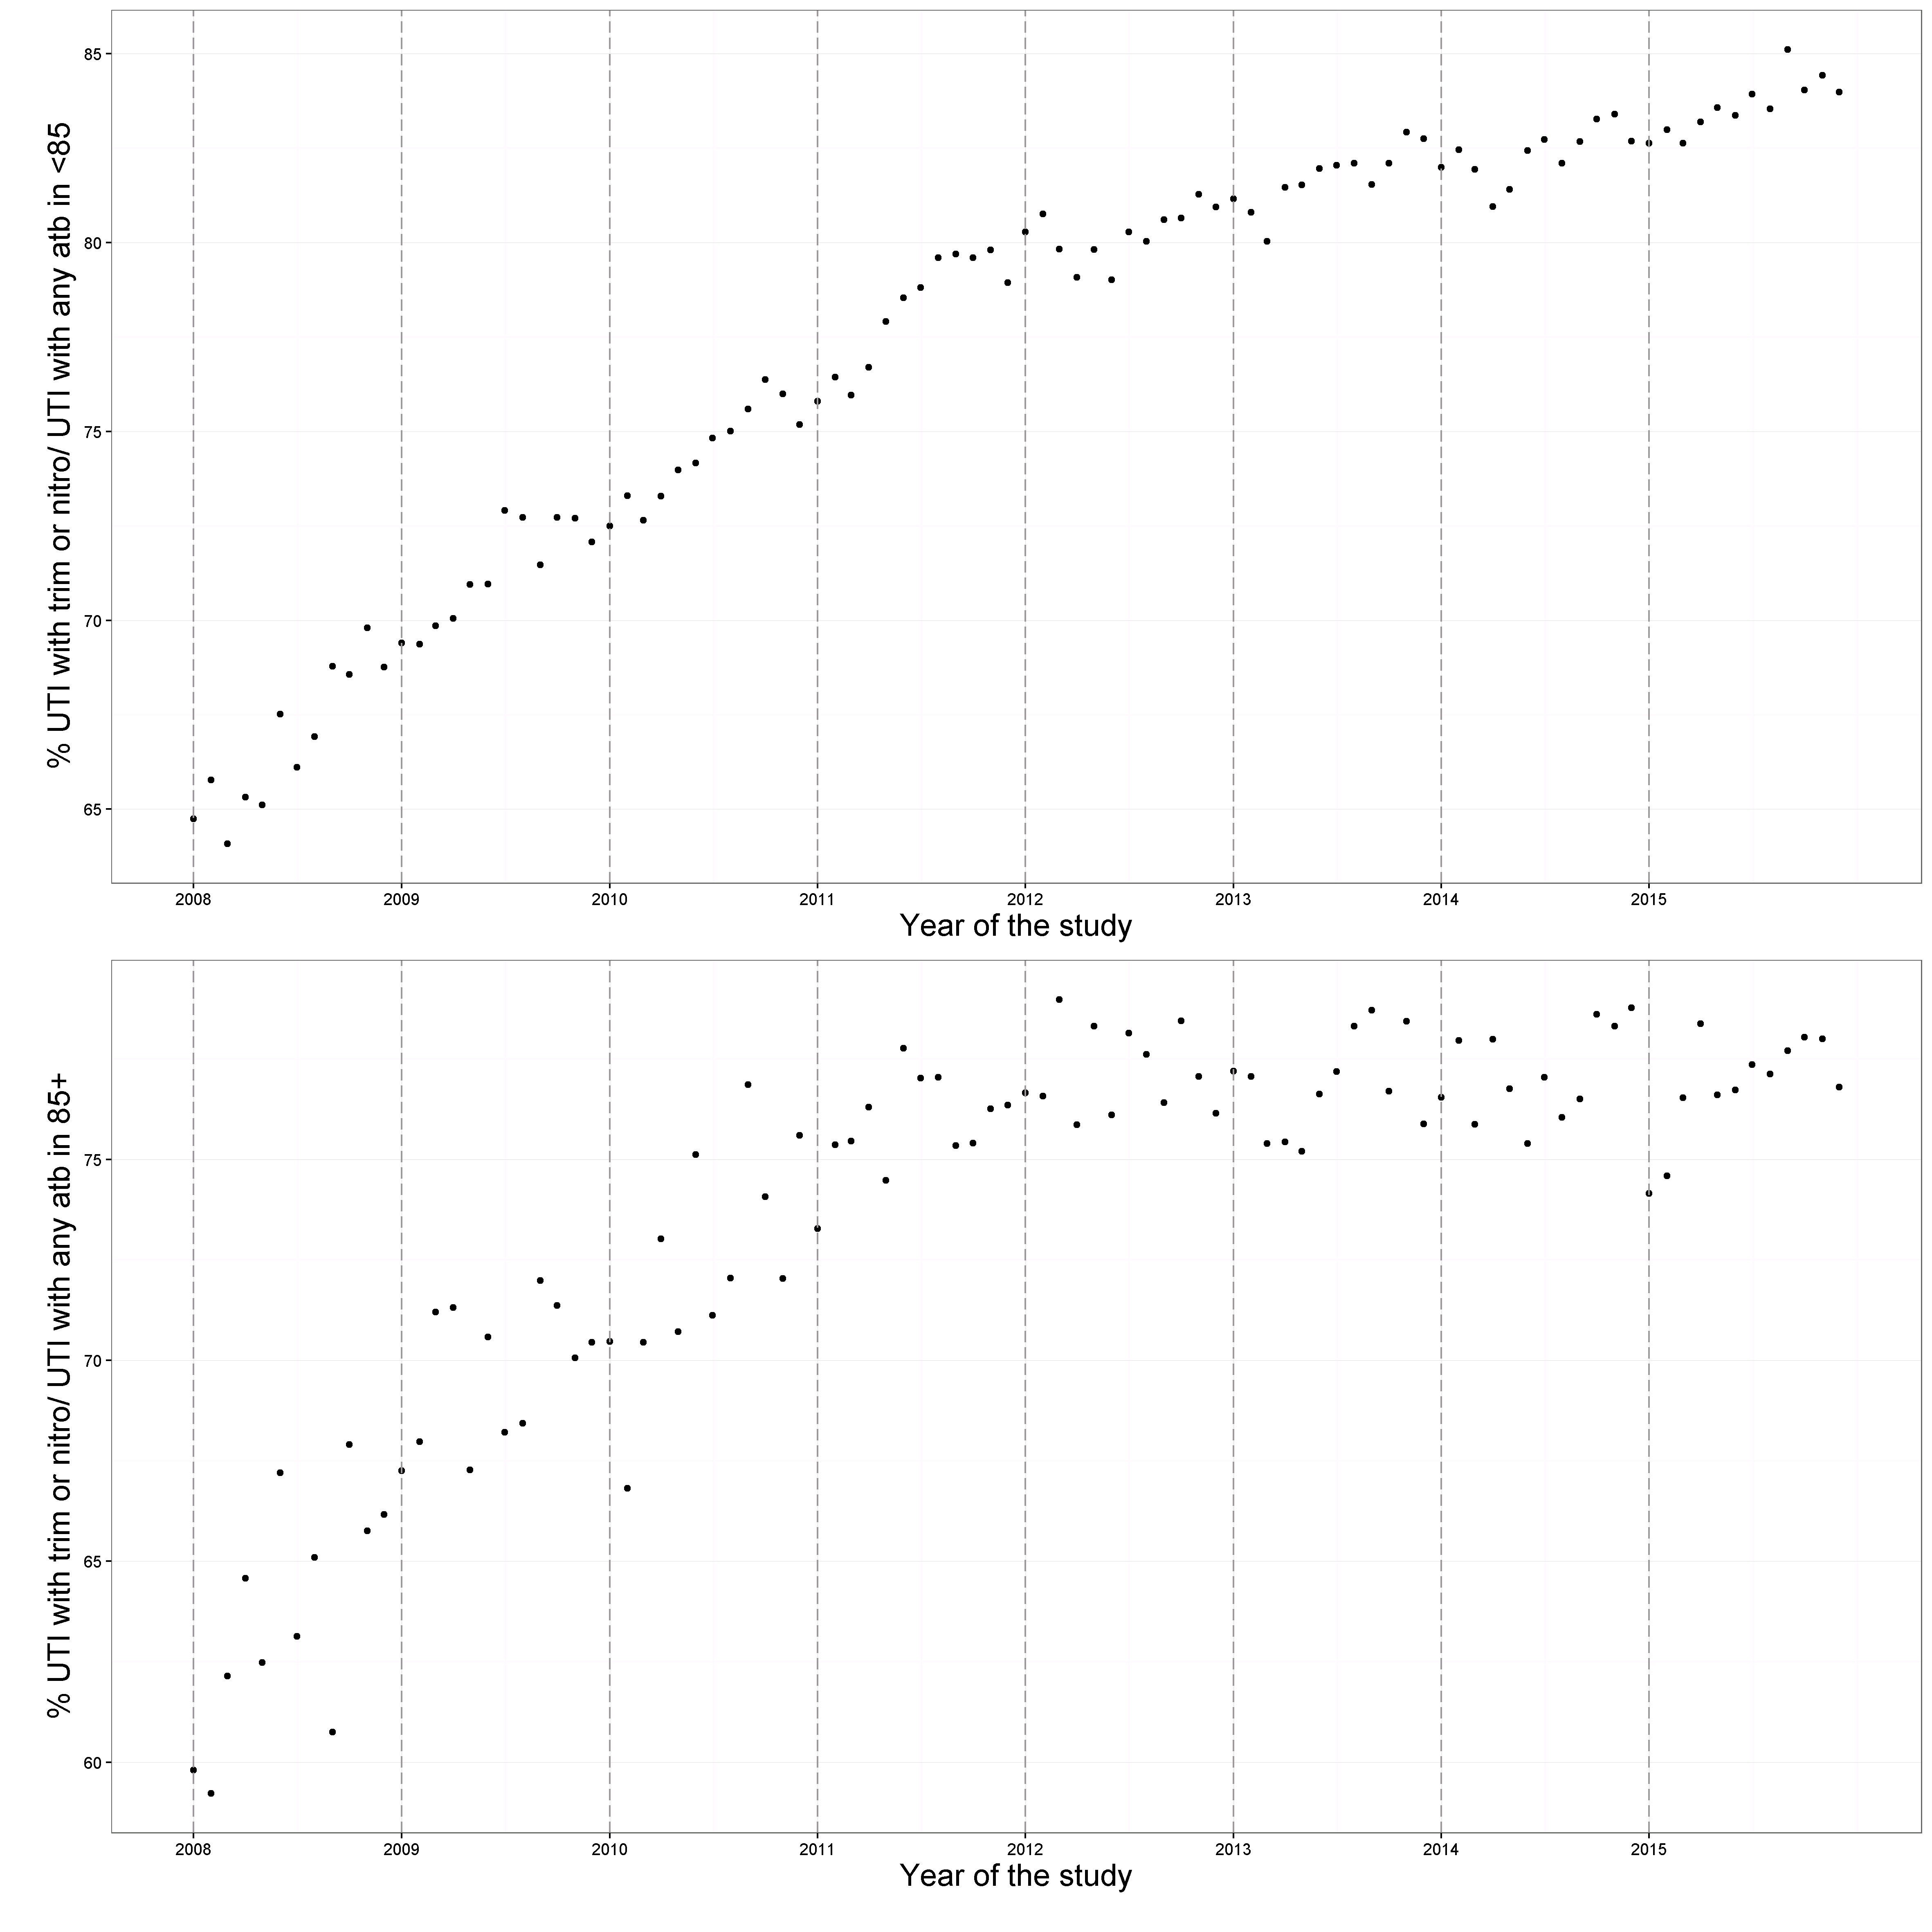 % UTI with trim or nitro/ UTI with any atb in <85
85
80
75
70
65
2008 2009 2010 2011 2012 2013 2014 2015
Year of the study
% UTI with trim or nitro/ UTI with any atb in 85+
75
70
65
60
2008 2009 2010 2011 2012 2013 2014 2015
Year of the study